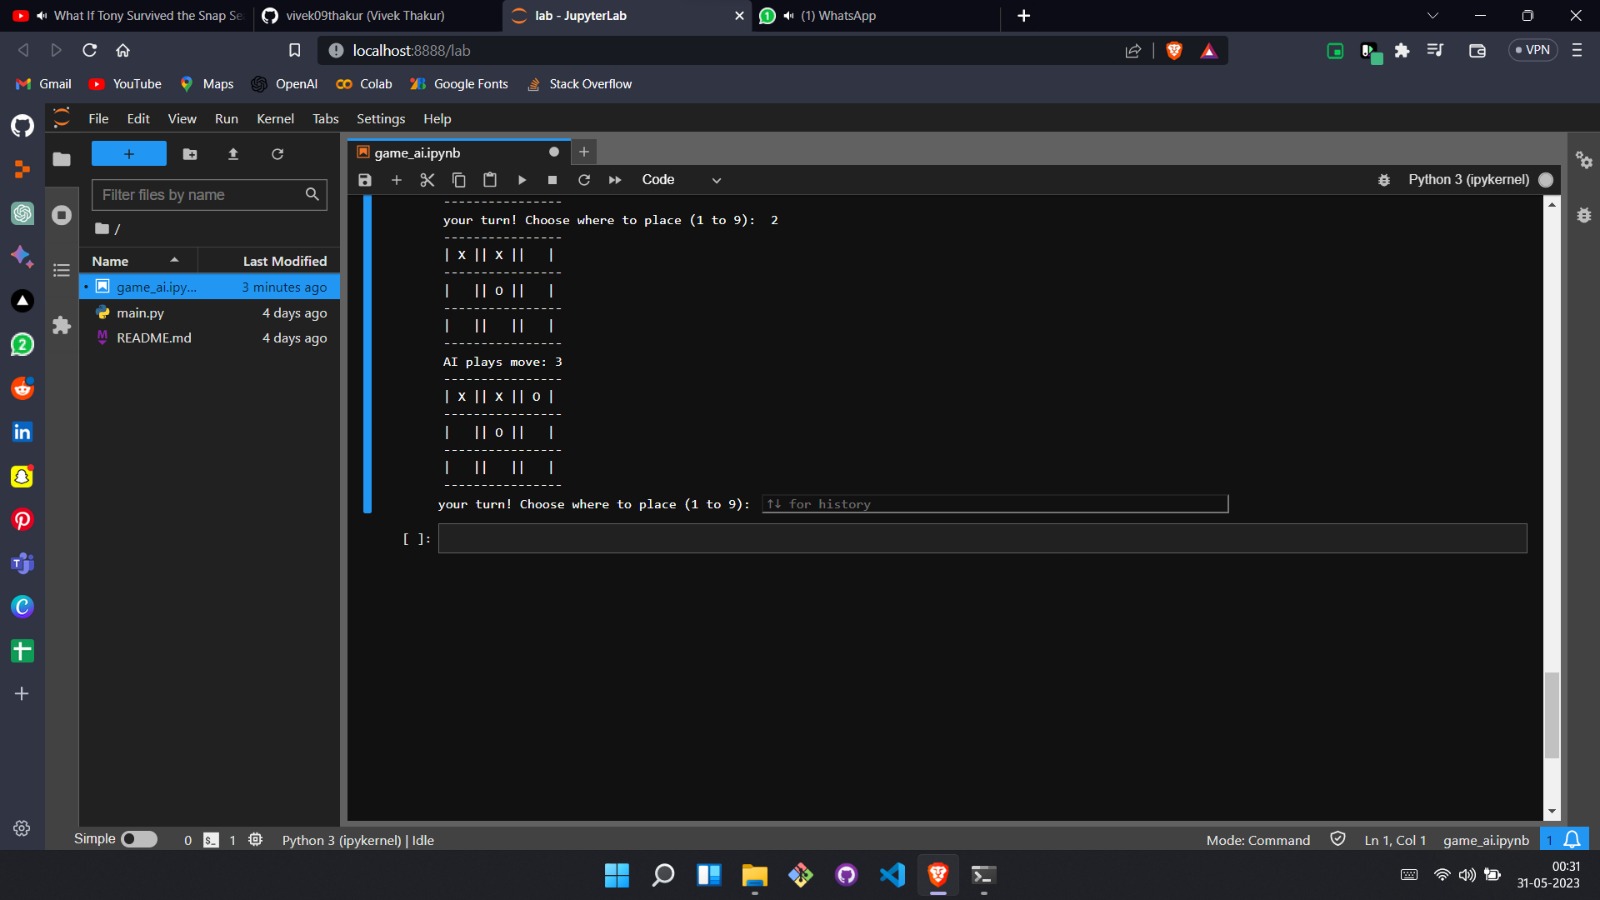 What If Tony Survived the Snap Se
vivek09thakur (Vivek Thakur)
lab - JupyterLab
(1) WhatsApp
localhost:8888/lab
VPN
Gmail
YouTube
Maps
OpenAI
Colab
Google Fonts
Stack Overflow
File Edit View Run Kernel Tabs Settings Help
Filter files by name
/
Name Last Modified
game_ai.ipy... 3 minutes ago
main.py 4 days ago
README.md 4 days ago
game_ai.ipynb
Code
Python 3 (ipykernel)
----------------
your turn! Choose where to place (1 to 9): 2
----------------
| X || X ||   |
----------------
|   || O ||   |
----------------
|   ||   ||   |
----------------
AI plays move: 3
----------------
| X || X || O |
----------------
|   || O ||   |
----------------
|   ||   ||   |
----------------
your turn! Choose where to place (1 to 9): ↑↓ for history
[ ]:
Simple 0 1 Python 3 (ipykernel) | Idle
Mode: Command Ln 1, Col 1 game_ai.ipynb 1
00:31
31-05-2023